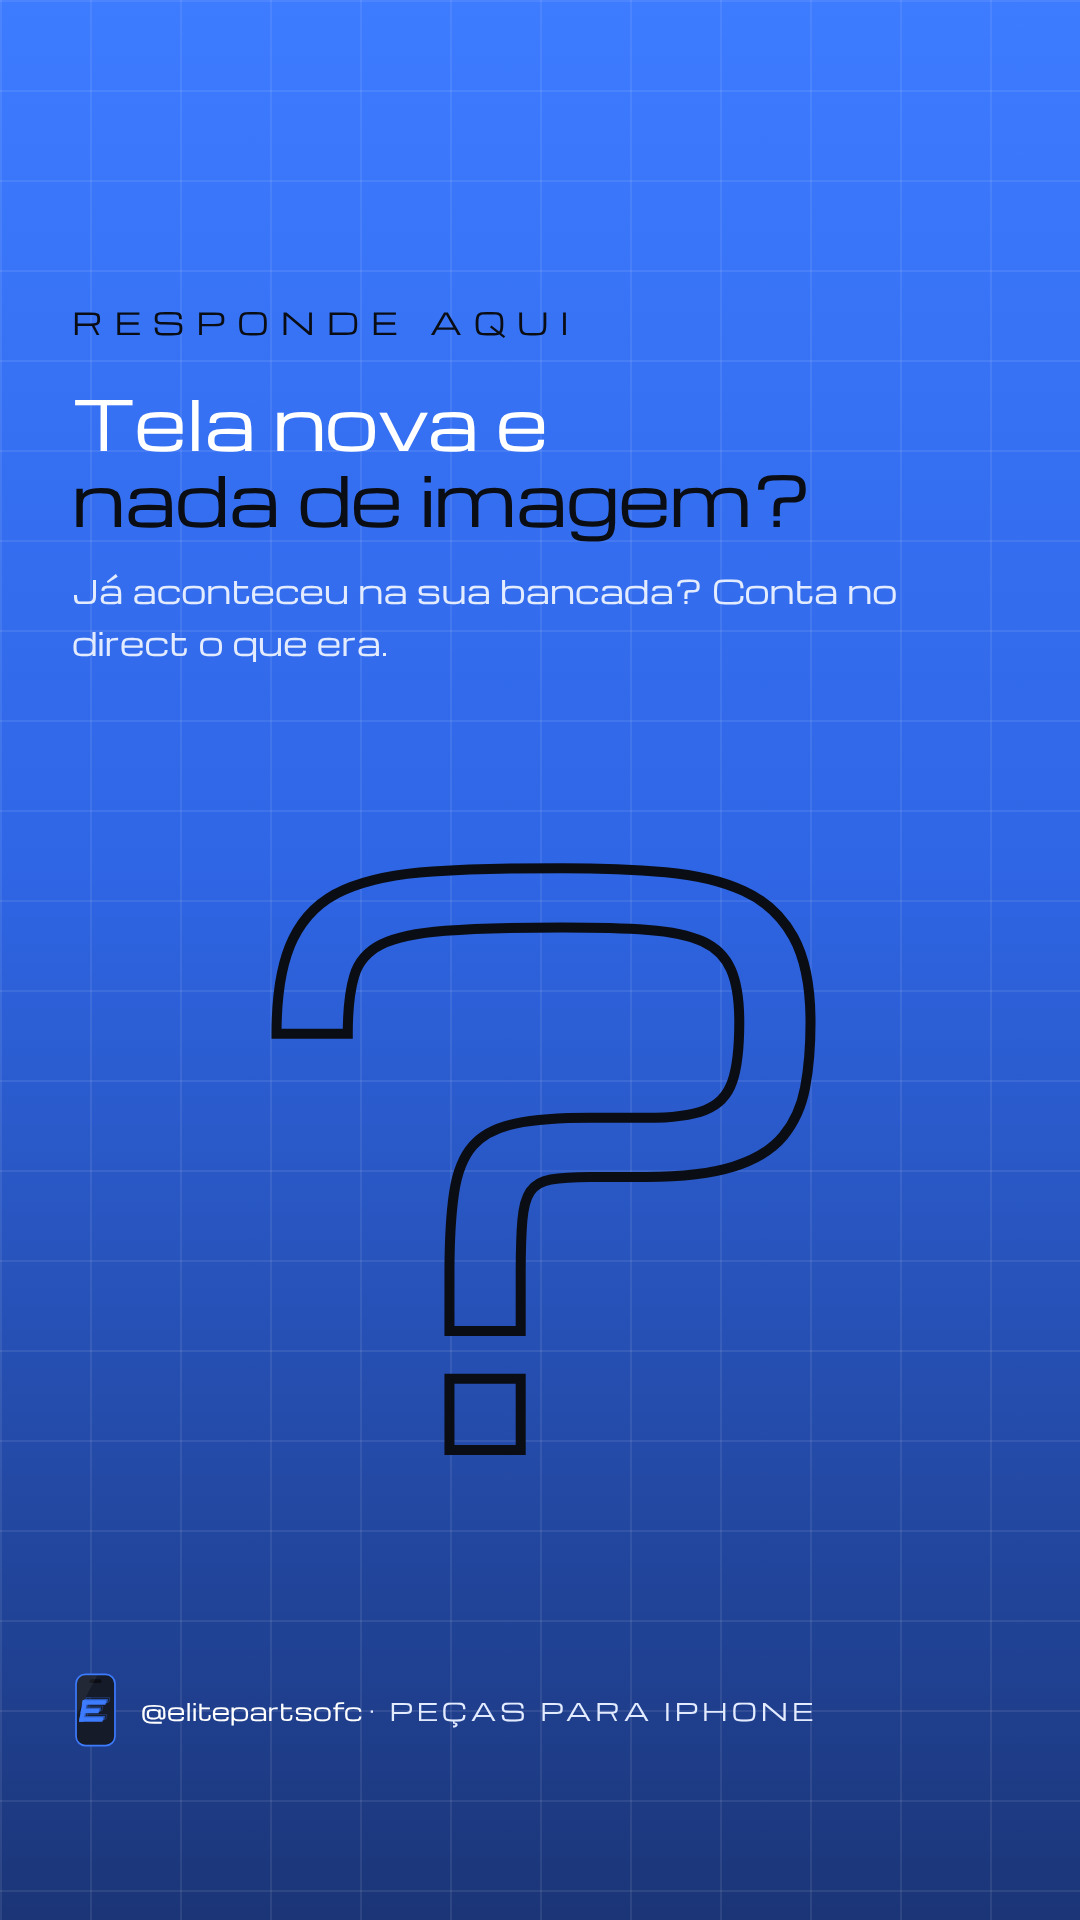 RESPONDE AQUI
Tela nova e
nada de imagem?
Já aconteceu na sua bancada? Conta no
direct o que era.
?
E
@elitepartsofc · PEÇAS PARA IPHONE